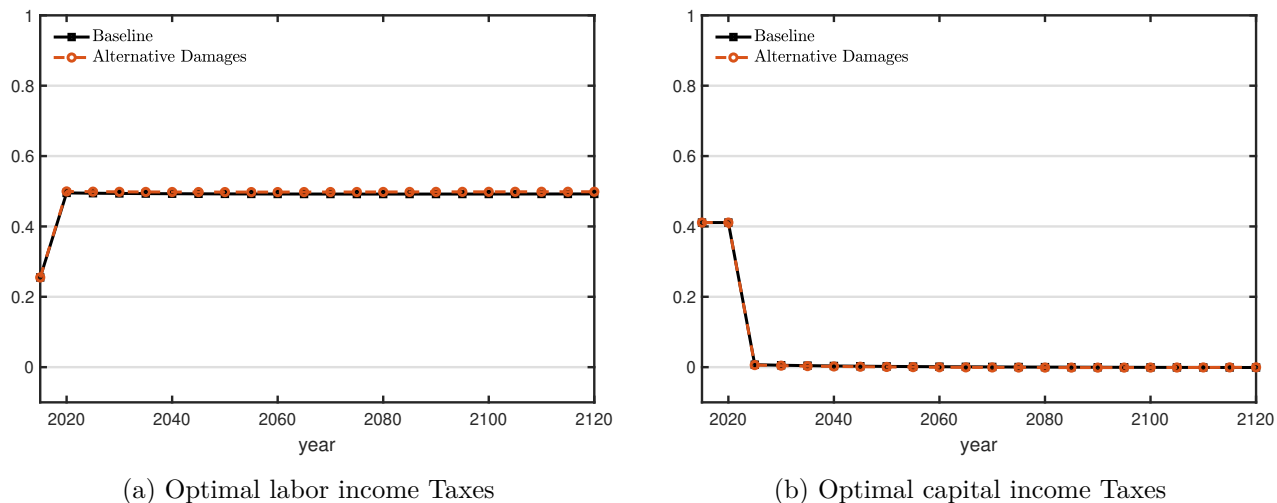 1
0.8
0.6
0.4
0.2
0
Baseline
Alternative Damages
2020 2040 2060 2080 2100 2120
year
(a) Optimal labor income Taxes
1
0.8
0.6
0.4
0.2
0
Baseline
Alternative Damages
2020 2040 2060 2080 2100 2120
year
(b) Optimal capital income Taxes